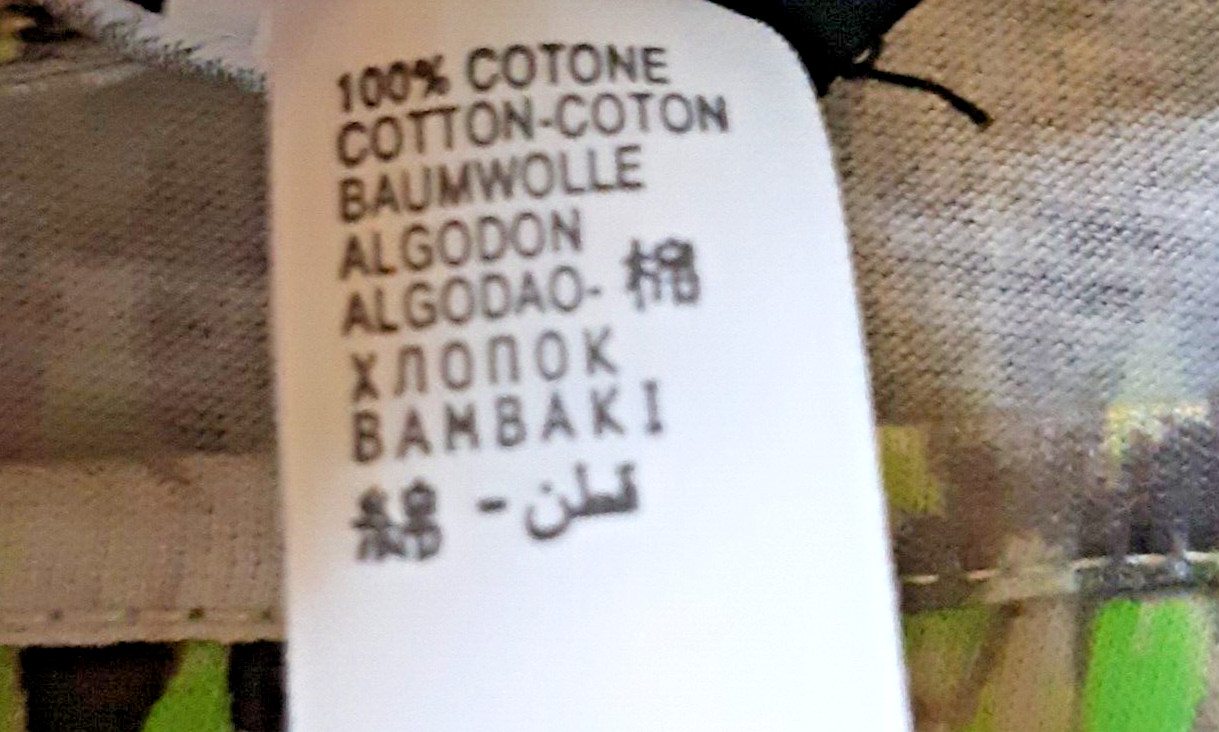 100% COTONE
COTTON-COTON
BAUMWOLLE
ALGODON
ALGODAO- 棉
ХЛОПОК
BAMBAKI
綿 - قطن